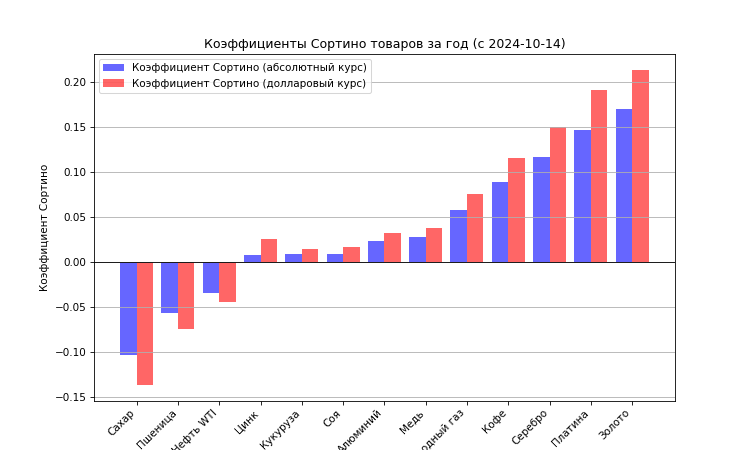 Коэффициенты Сортино товаров за год (с 2024-10-14)
Коэффициент Сортино (абсолютный курс)
Коэффициент Сортино (долларовый курс)
Коэффициент Сортино
0.20
0.15
0.10
0.05
0.00
−0.05
−0.10
−0.15
Сахар
Пшеница
Нефть WTI
Цинк
Кукуруза
Соя
Алюминий
Медь
одный газ
Кофе
Серебро
Платина
Золото